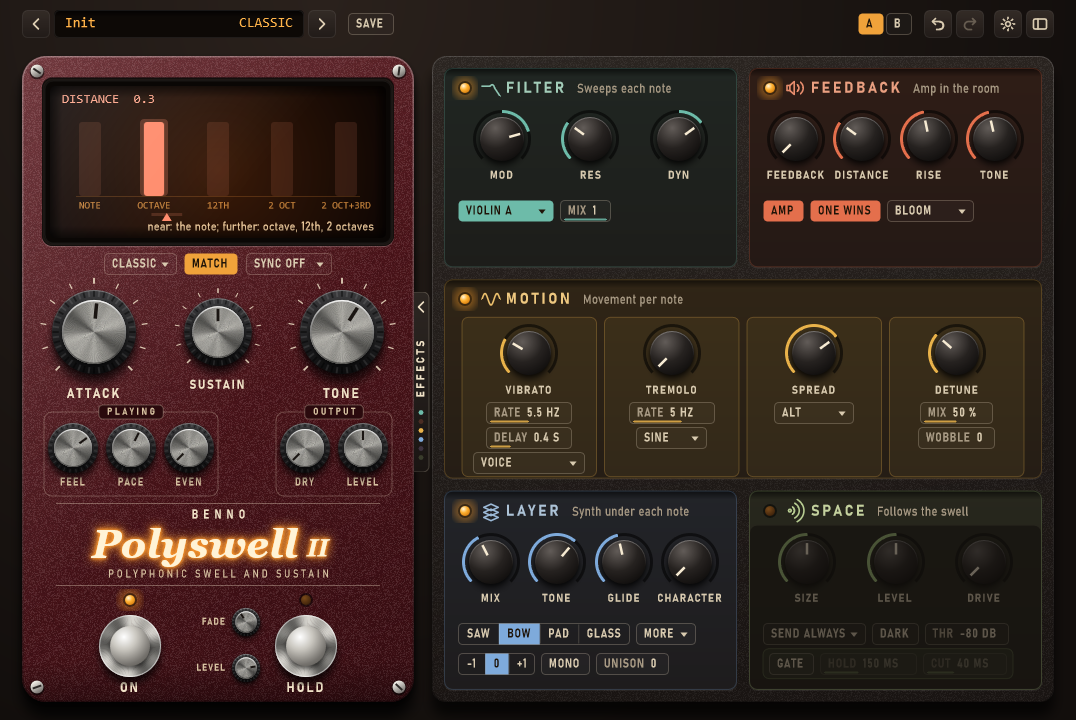 Init CLASSIC SAVE A B
DISTANCE 0.3
NOTE OCTAVE 12TH 2 OCT 2 OCT+3RD
near: the note; further: octave, 12th, 2 octaves
CLASSIC MATCH SYNC OFF
ATTACK SUSTAIN TONE
PLAYING OUTPUT
FEEL PACE EVEN DRY LEVEL
BENNO
Polyswell II
POLYPHONIC SWELL AND SUSTAIN
FADE
LEVEL
ON HOLD
EFFECTS
FILTER Sweeps each note
MOD RES DYN
VIOLIN A MIX 1
FEEDBACK Amp in the room
FEEDBACK DISTANCE RISE TONE
AMP ONE WINS BLOOM
MOTION Movement per note
VIBRATO TREMOLO SPREAD DETUNE
RATE 5.5 HZ RATE 5 HZ ALT MIX 50 %
DELAY 0.4 S SINE WOBBLE 0
VOICE
LAYER Synth under each note
MIX TONE GLIDE CHARACTER
SAW BOW PAD GLASS MORE
-1 0 +1 MONO UNISON 0
SPACE Follows the swell
SIZE LEVEL DRIVE
SEND ALWAYS DARK THR -80 DB
GATE HOLD 150 MS CUT 40 MS